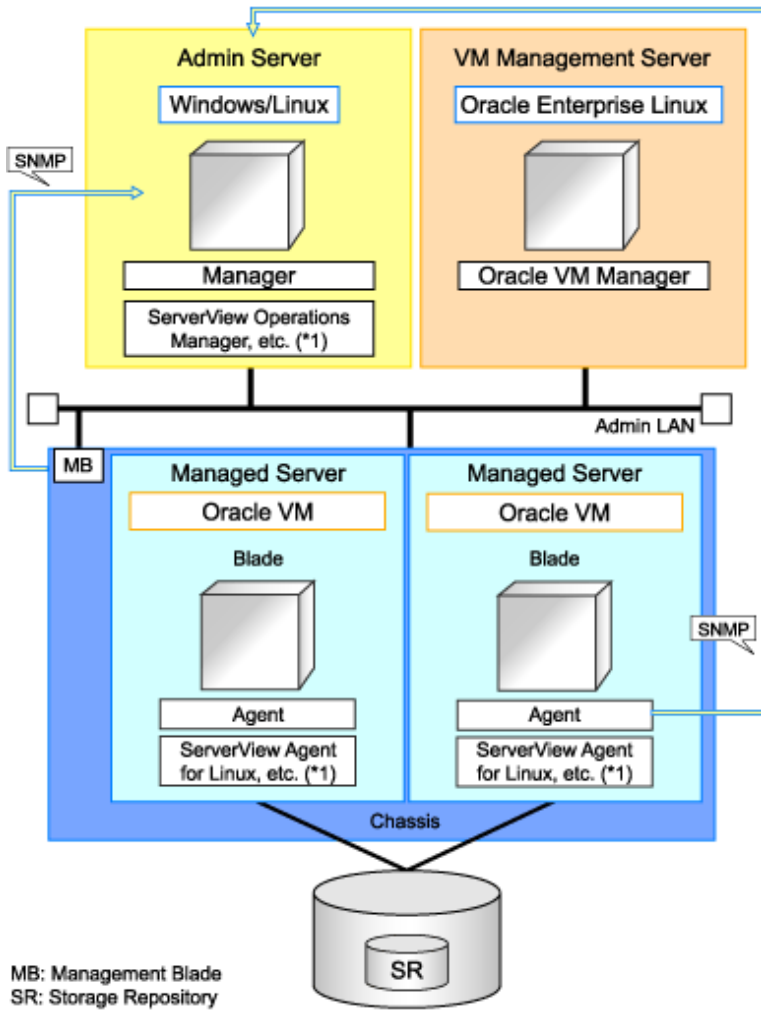 Admin Server
VM Management Server
Windows/Linux
Oracle Enterprise Linux
SNMP
Manager
Oracle VM Manager
ServerView Operations
Manager, etc. (*1)
Admin LAN
MB
Managed Server
Managed Server
Oracle VM
Oracle VM
Blade
Blade
SNMP
Agent
Agent
ServerView Agent
for Linux, etc. (*1)
ServerView Agent
for Linux, etc. (*1)
Chassis
SR
MB: Management Blade
SR: Storage Repository